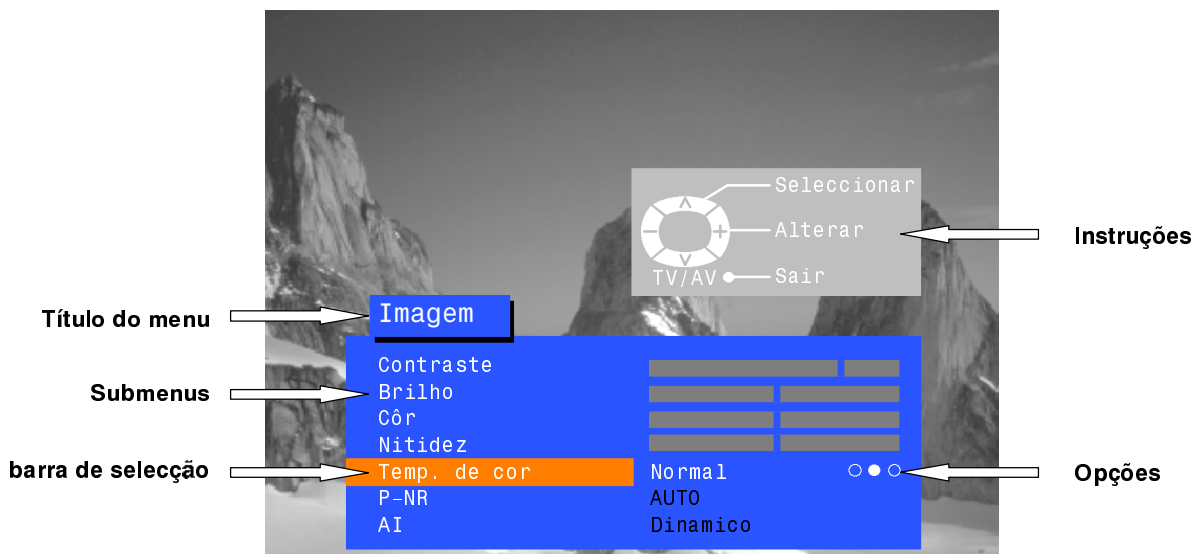 Seleccionar
Alterar
TV/AV Sair
Instruções
Título do menu
Imagem
Contraste
Submenus
Brilho
Côr
Nitidez
barra de selecção
Temp. de cor Normal
Opções
P-NR AUTO
AI Dinamico